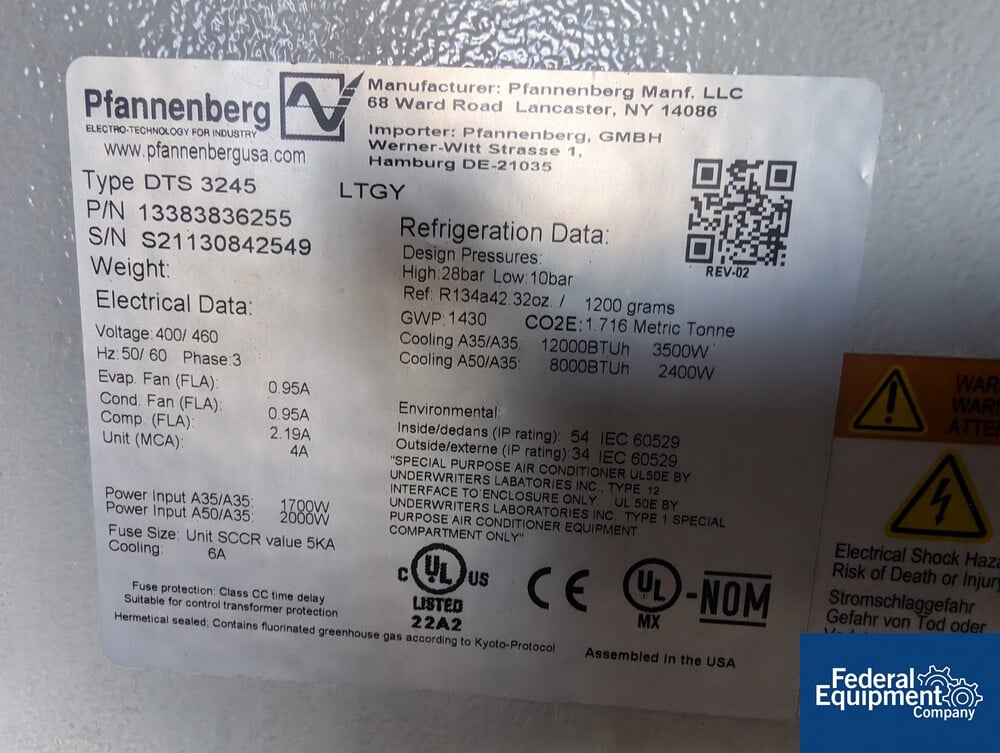 Pfannenberg
ELECTRO-TECHNOLOGY FOR INDUSTRY
www.pfannenbergusa.com
Manufacturer: Pfannenberg Manf. LLC
68 Ward Road Lancaster, NY 14086
Importer: Pfannenberg, GMBH
Werner-Witt Strasse 1,
Hamburg DE-21035
Type DTS 3245 LTGY
P/N 13383836255
S/N S21130842549
Weight:
REV-02
Electrical Data:
Voltage: 400/ 460
Hz: 50/ 60 Phase: 3
Evap. Fan (FLA): 0.95A
Cond. Fan (FLA): 0.95A
Comp. (FLA): 2.19A
Unit (MCA): 4A
Power Input A35/A35: 1700W
Power Input A50/A35: 2000W
Fuse Size: Unit SCCR value 5KA
Cooling: 6A
Refrigeration Data:
Design Pressures:
High: 28bar Low: 10bar
Ref: R134a42.32oz. / 1200 grams
GWP: 1430 CO2E: 1.716 Metric Tonne
Cooling A35/A35: 12000BTUh 3500W
Cooling A50/A35: 8000BTUh 2400W
Environmental:
Inside/dedans (IP rating): 54 IEC 60529
Outside/externe (IP rating) 34 IEC 60529
"SPECIAL PURPOSE AIR CONDITIONER UL50E BY
UNDERWRITERS LABATORIES INC., TYPE 12
INTERFACE TO ENCLOSURE ONLY. UL 50E BY
UNDERWRITERS LABORATORIES INC. TYPE 1 SPECIAL
PURPOSE AIR CONDITIONER EQUIPMENT
COMPARTMENT ONLY"
Fuse protection: Class CC time delay
Suitable for control transformer protection
Hermetical sealed; Contains fluorinated greenhouse gas according to Kyoto-Protocol
C UL US
LISTED
22A2
CE
UL
MX
-NOM
Assembled in the USA
WAR
WAR
ATTE
Electrical Shock Haz
Risk of Death or Injury
Stromschlaggefahr
Gefahr von Tod oder
Federal
Equipment
Company